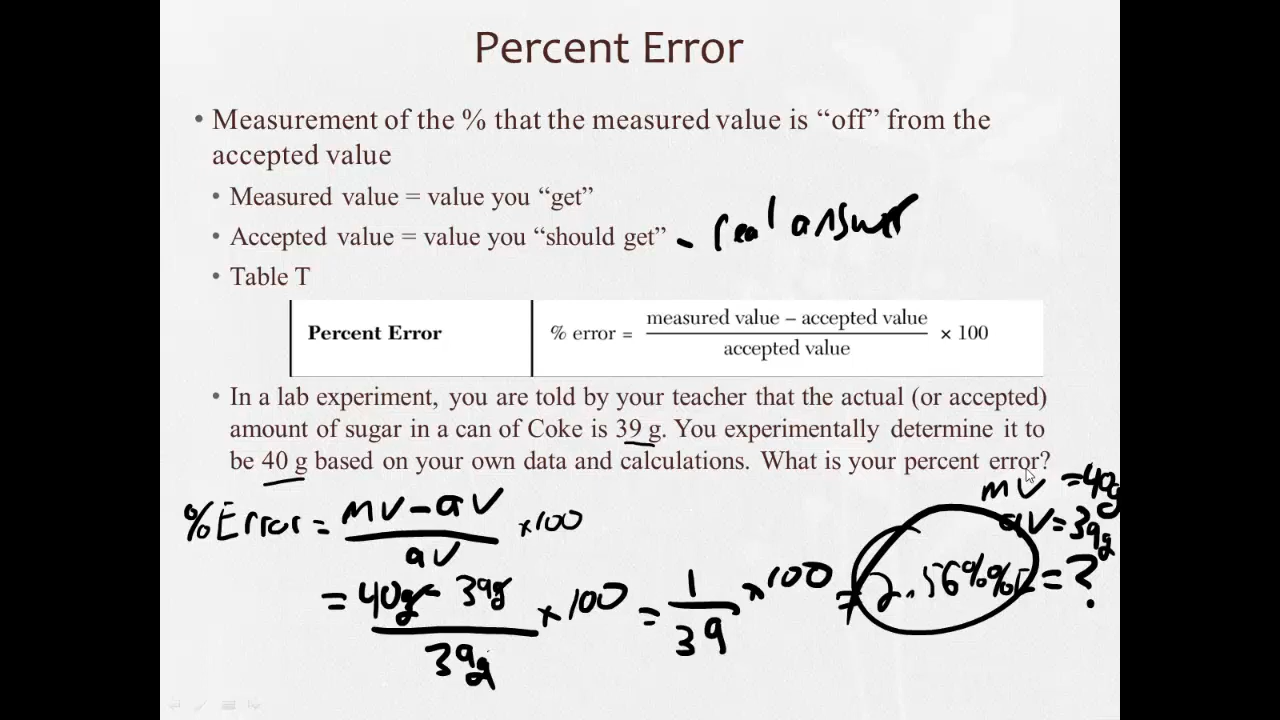 Percent Error
• Measurement of the % that the measured value is “off” from the
accepted value
• Measured value = value you “get”
• Accepted value = value you “should get” - real answer
• Table T
Percent Error % error = measured value – accepted value / accepted value × 100
• In a lab experiment, you are told by your teacher that the actual (or accepted)
amount of sugar in a can of Coke is 39 g. You experimentally determine it to
be 40 g based on your own data and calculations. What is your percent error?
mv = 40g
av = 39g
%E = ?
%Error = mv - av / av × 100
= 40g - 39g / 39g × 100 = 1 / 39 × 100 = 2.56%